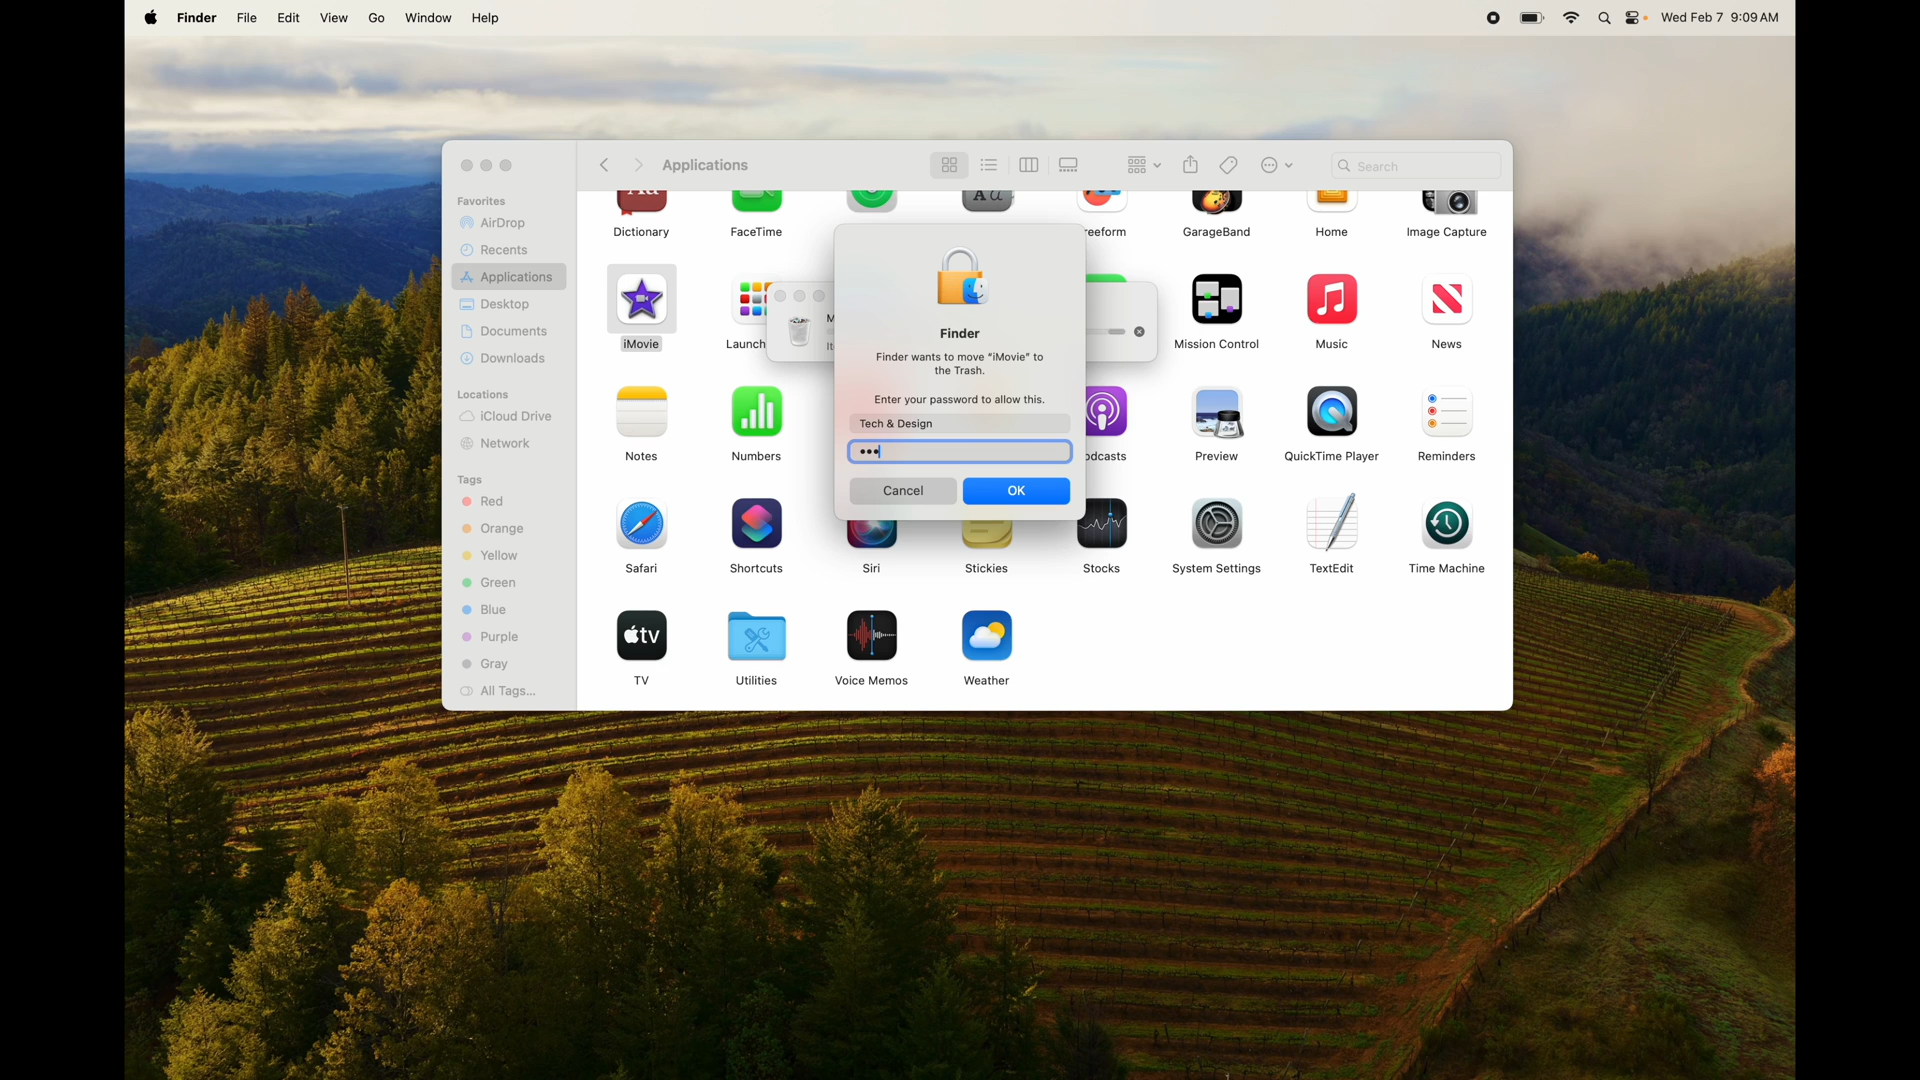 Finder File Edit View Go Window Help Wed Feb 7 9:09 AM
Applications
Search
Favorites
AirDrop
Recents
Applications
Desktop
Documents
Downloads
Locations
iCloud Drive
Network
Tags
Red
Orange
Yellow
Green
Blue
Purple
Gray
All Tags...
Dictionary FaceTime GarageBand Home Image Capture
iMovie Mission Control Music News
Notes Numbers Preview QuickTime Player Reminders
Safari Shortcuts Siri Stickies Stocks System Settings TextEdit Time Machine
TV Utilities Voice Memos Weather
tv
Finder
Finder wants to move “iMovie” to
the Trash.
Enter your password to allow this.
Tech & Design
Cancel OK